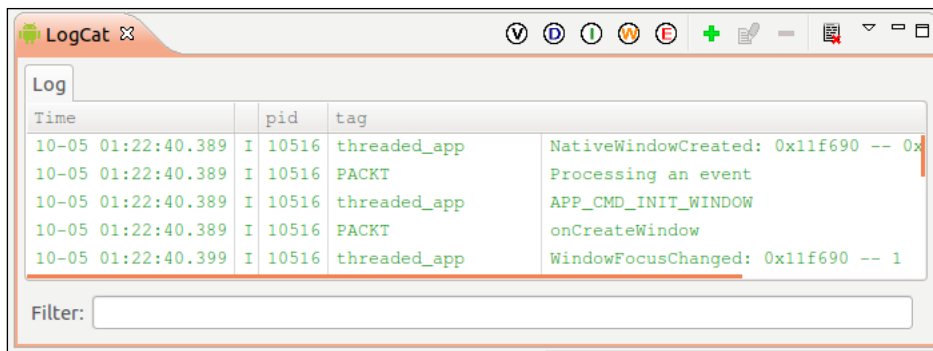 LogCat V D I W E
Log
Time pid tag
10-05 01:22:40.389 I 10516 threaded_app NativeWindowCreated: 0x11f690 -- 0x
10-05 01:22:40.389 I 10516 PACKT Processing an event
10-05 01:22:40.389 I 10516 threaded_app APP_CMD_INIT_WINDOW
10-05 01:22:40.389 I 10516 PACKT onCreateWindow
10-05 01:22:40.399 I 10516 threaded_app WindowFocusChanged: 0x11f690 -- 1
Filter: